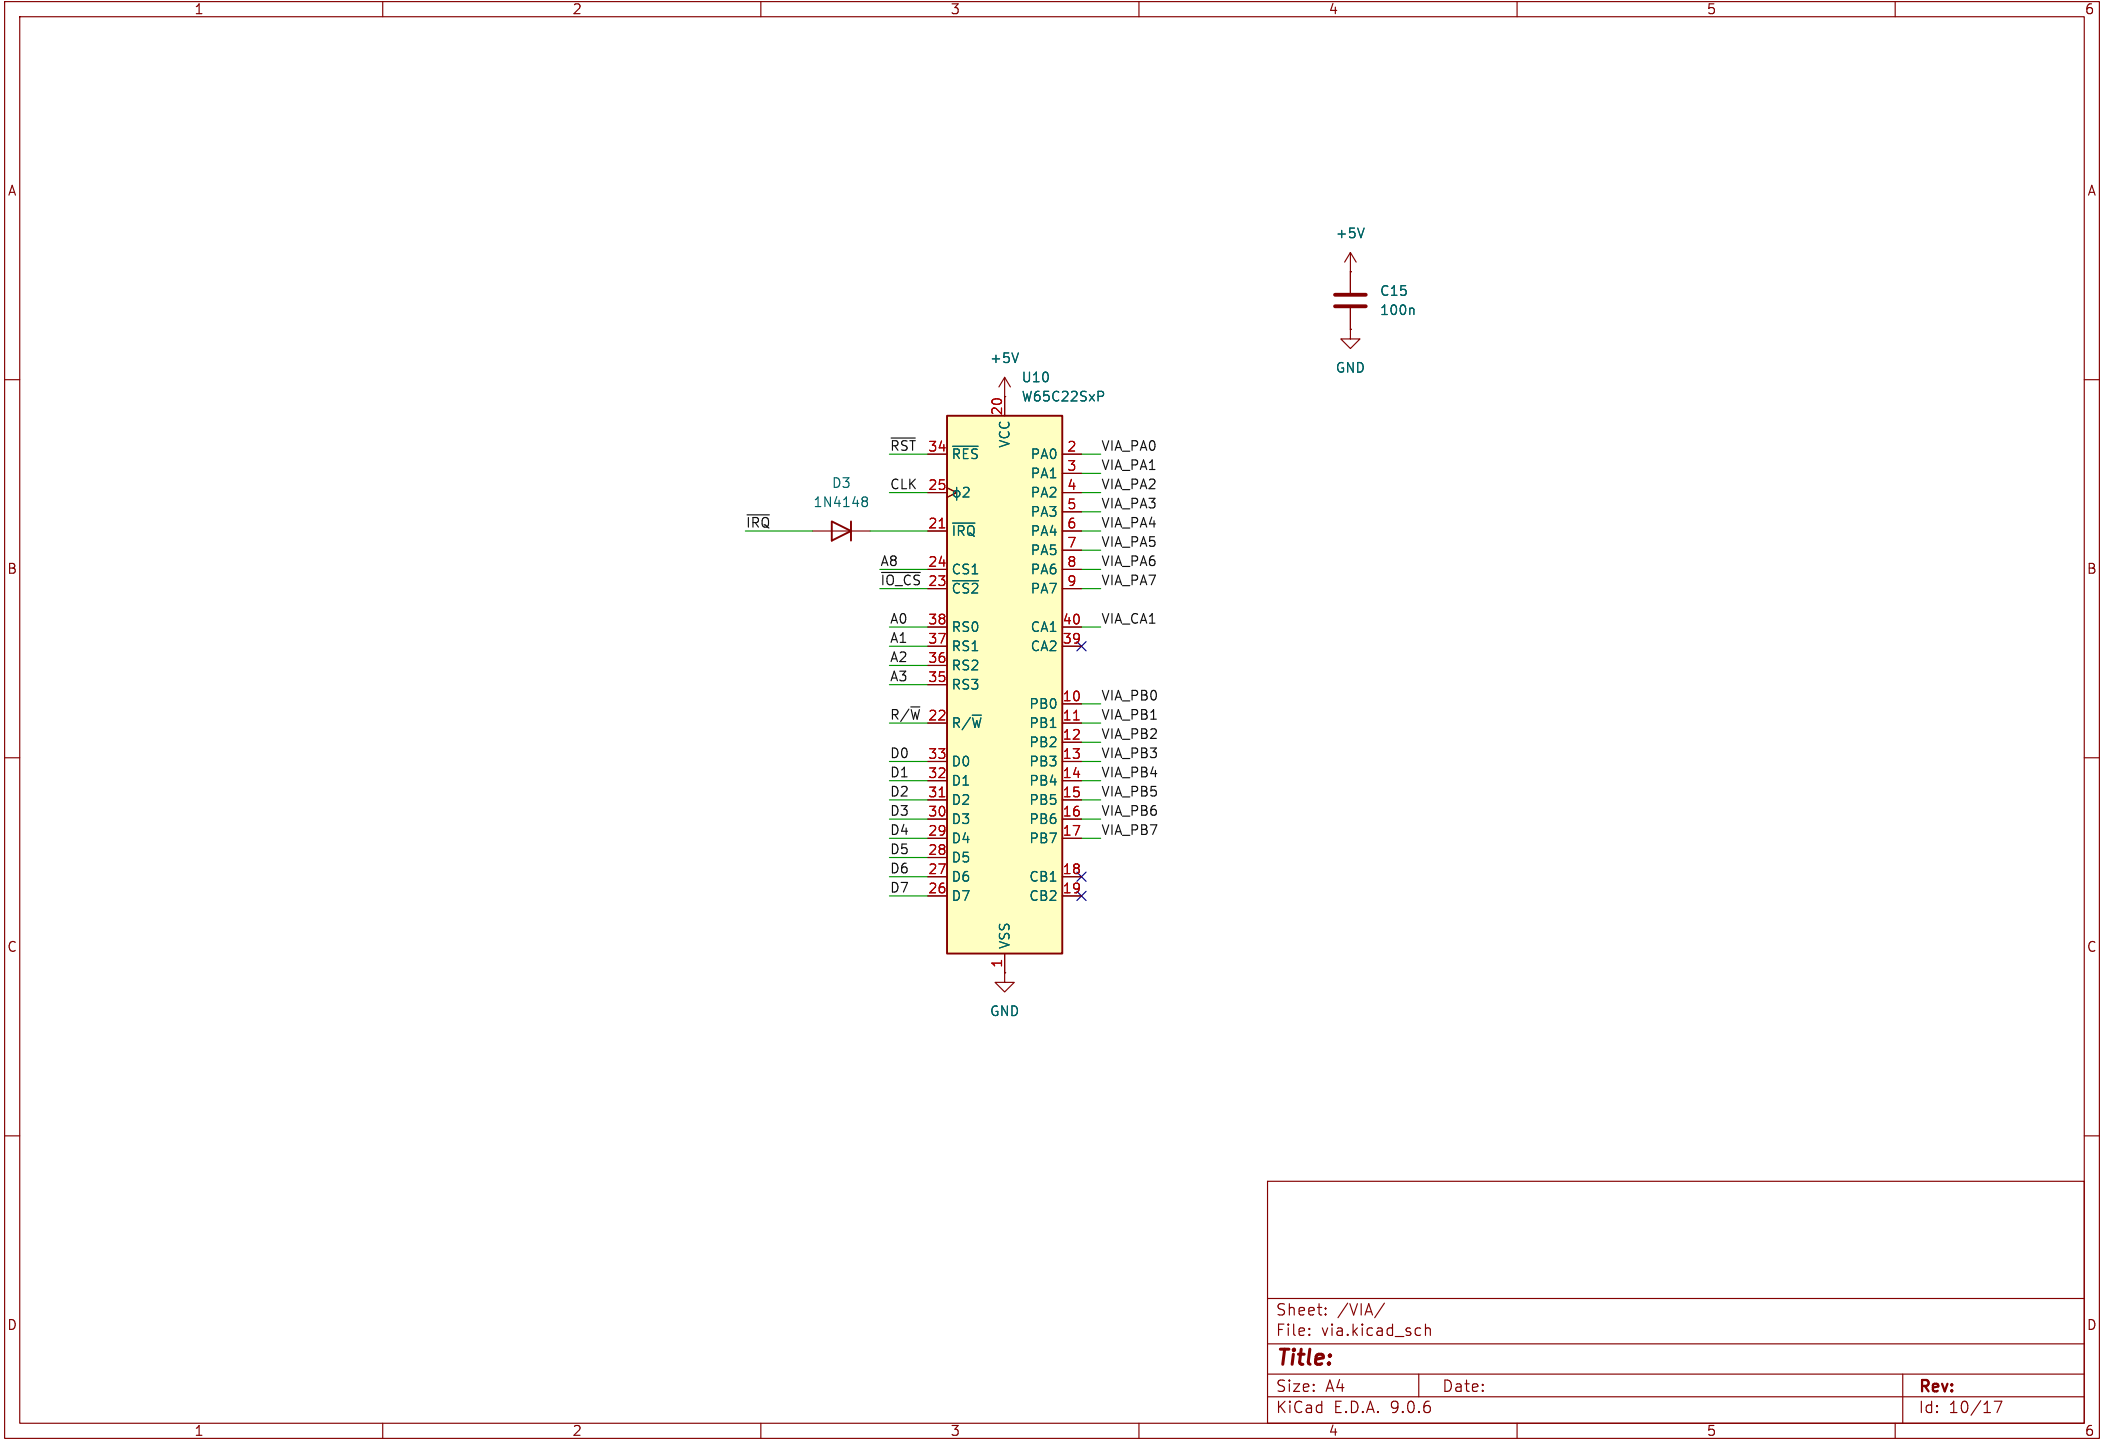 1 2 3 4 5 6
A A
+5V
C15
100n
GND
+5V
U10
W65C22SxP
20
VCC
R̅S̅T̅ 34 R̅E̅S̅ PA0 2 VIA_PA0
PA1 3 VIA_PA1
CLK 25 ϕ2 PA2 4 VIA_PA2
D3
1N4148
PA3 5 VIA_PA3
I̅R̅Q̅ 21 I̅R̅Q̅ PA4 6 VIA_PA4
PA5 7 VIA_PA5
B A8 24 CS1 PA6 8 VIA_PA6 B
I̅O̅_̅C̅S̅ 23 C̅S̅2̅ PA7 9 VIA_PA7
A0 38 RS0 CA1 40 VIA_CA1
A1 37 RS1 CA2 39
A2 36 RS2
A3 35 RS3
PB0 10 VIA_PB0
R/W̅ 22 R/W̅ PB1 11 VIA_PB1
PB2 12 VIA_PB2
D0 33 D0 PB3 13 VIA_PB3
D1 32 D1 PB4 14 VIA_PB4
D2 31 D2 PB5 15 VIA_PB5
D3 30 D3 PB6 16 VIA_PB6
D4 29 D4 PB7 17 VIA_PB7
D5 28 D5
D6 27 D6 CB1 18
D7 26 D7 CB2 19
VSS
C C
1
GND
Sheet: /VIA/
File: via.kicad_sch
D D
Title:
Size: A4 Date: Rev:
KiCad E.D.A. 9.0.6 Id: 10/17
1 2 3 4 5 6